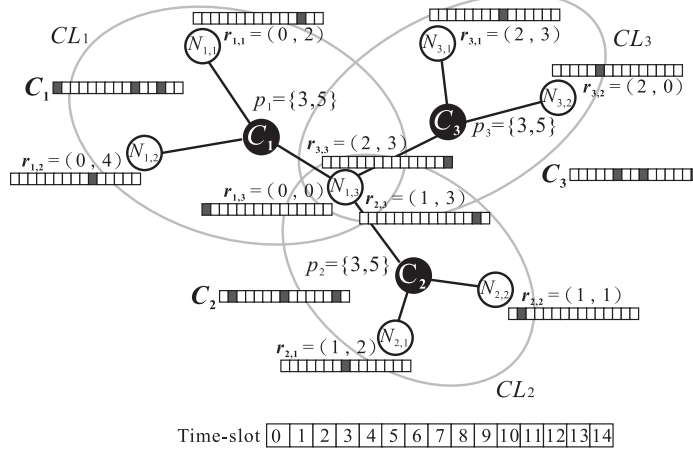 CL₁
N₁,₁
r₁,₁=(0, 2)
N₃,₁
r₃,₁=(2, 3)
CL₃
C₁
p₁={3,5}
C₁
C₃
p₃={3,5}
N₃,₂
r₃,₂=(2, 0)
r₁,₂=(0, 4)
N₁,₂
r₃,₃=(2, 3)
C₃
r₁,₃=(0, 0)
N₁,₃
r₂,₃=(1, 3)
p₂={3,5}
C₂
C₂
N₂,₂
r₂,₂=(1, 1)
r₂,₁=(1, 2)
N₂,₁
CL₂
Time-slot 0 1 2 3 4 5 6 7 8 9 10 11 12 13 14